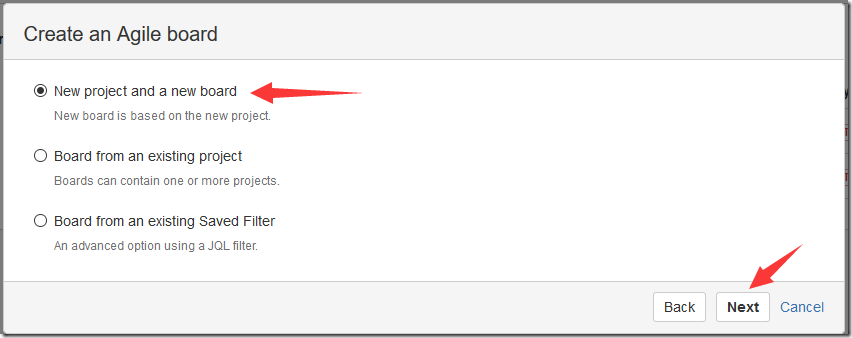 Create an Agile board
New project and a new board
New board is based on the new project.
Board from an existing project
Boards can contain one or more projects.
Board from an existing Saved Filter
An advanced option using a JQL filter.
Back Next Cancel